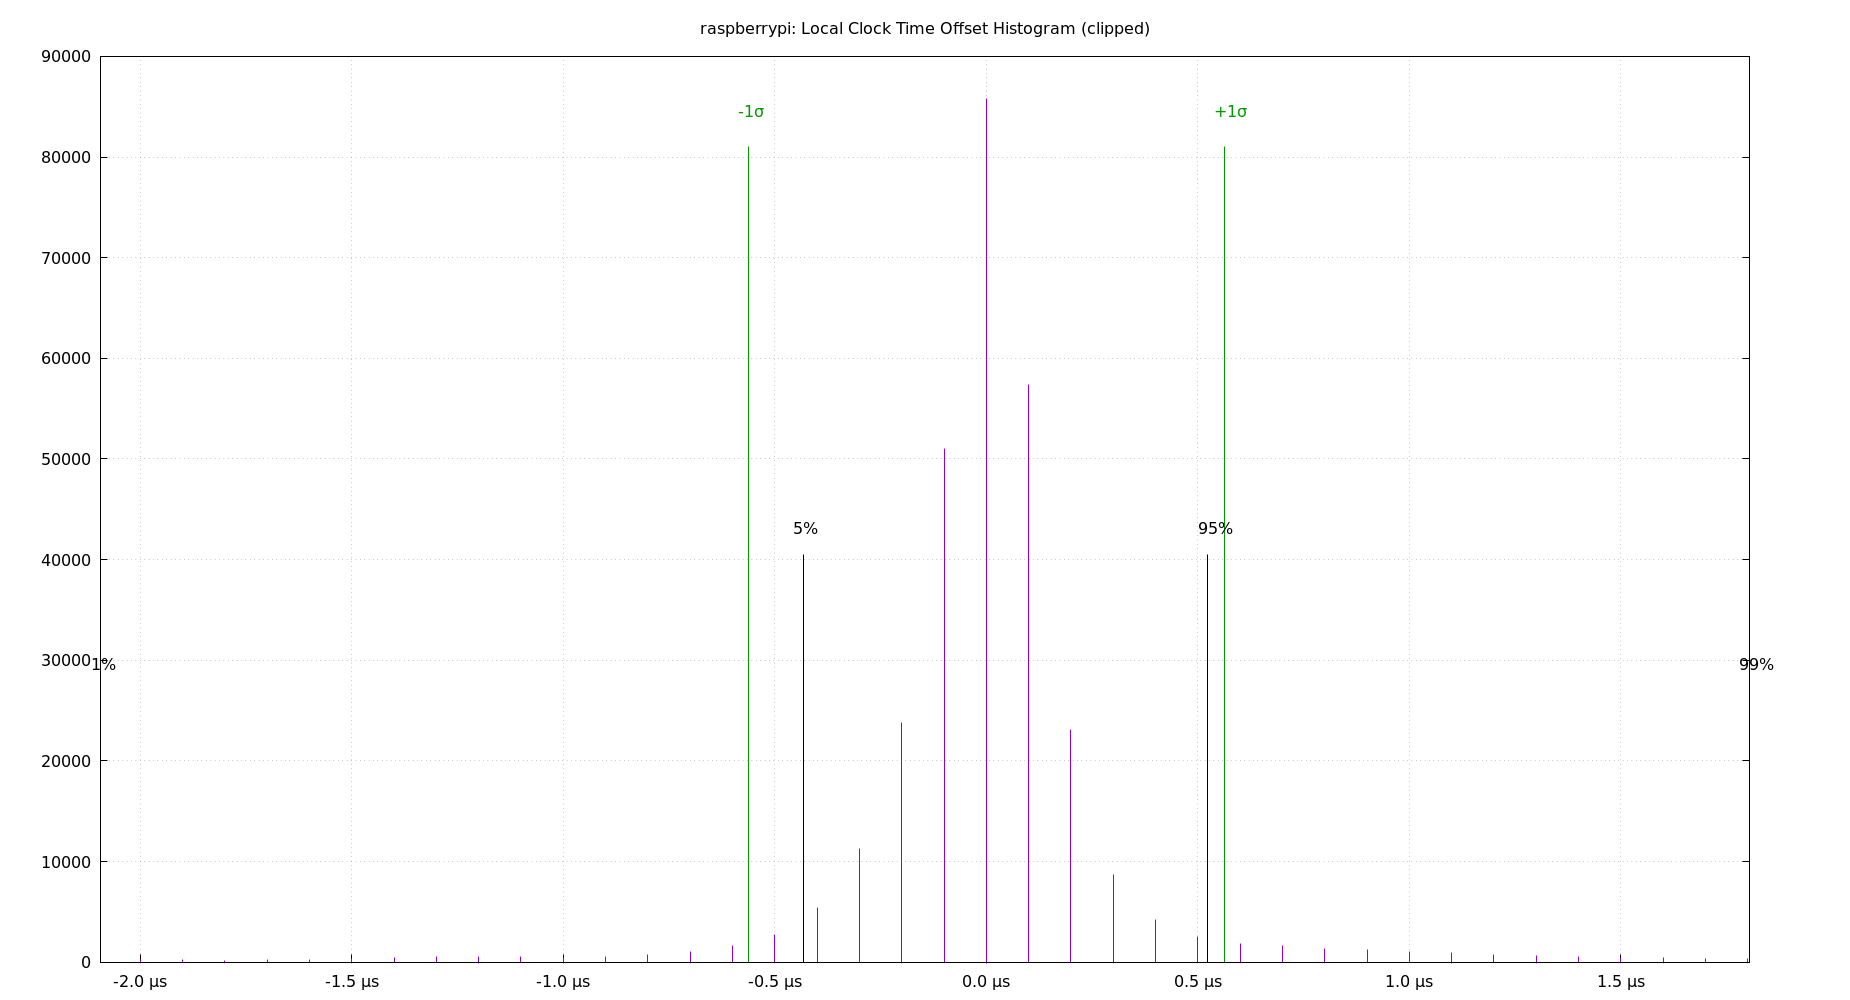 raspberrypi: Local Clock Time Offset Histogram (clipped)
90000
-1σ +1σ
80000
70000
60000
50000
5% 95%
40000
30000 1% 99%
20000
10000
0
-2.0 µs -1.5 µs -1.0 µs -0.5 µs 0.0 µs 0.5 µs 1.0 µs 1.5 µs